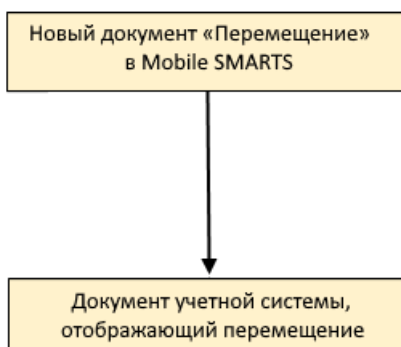 Новый документ «Перемещение»
в Mobile SMARTS
Документ учетной системы,
отображающий перемещение